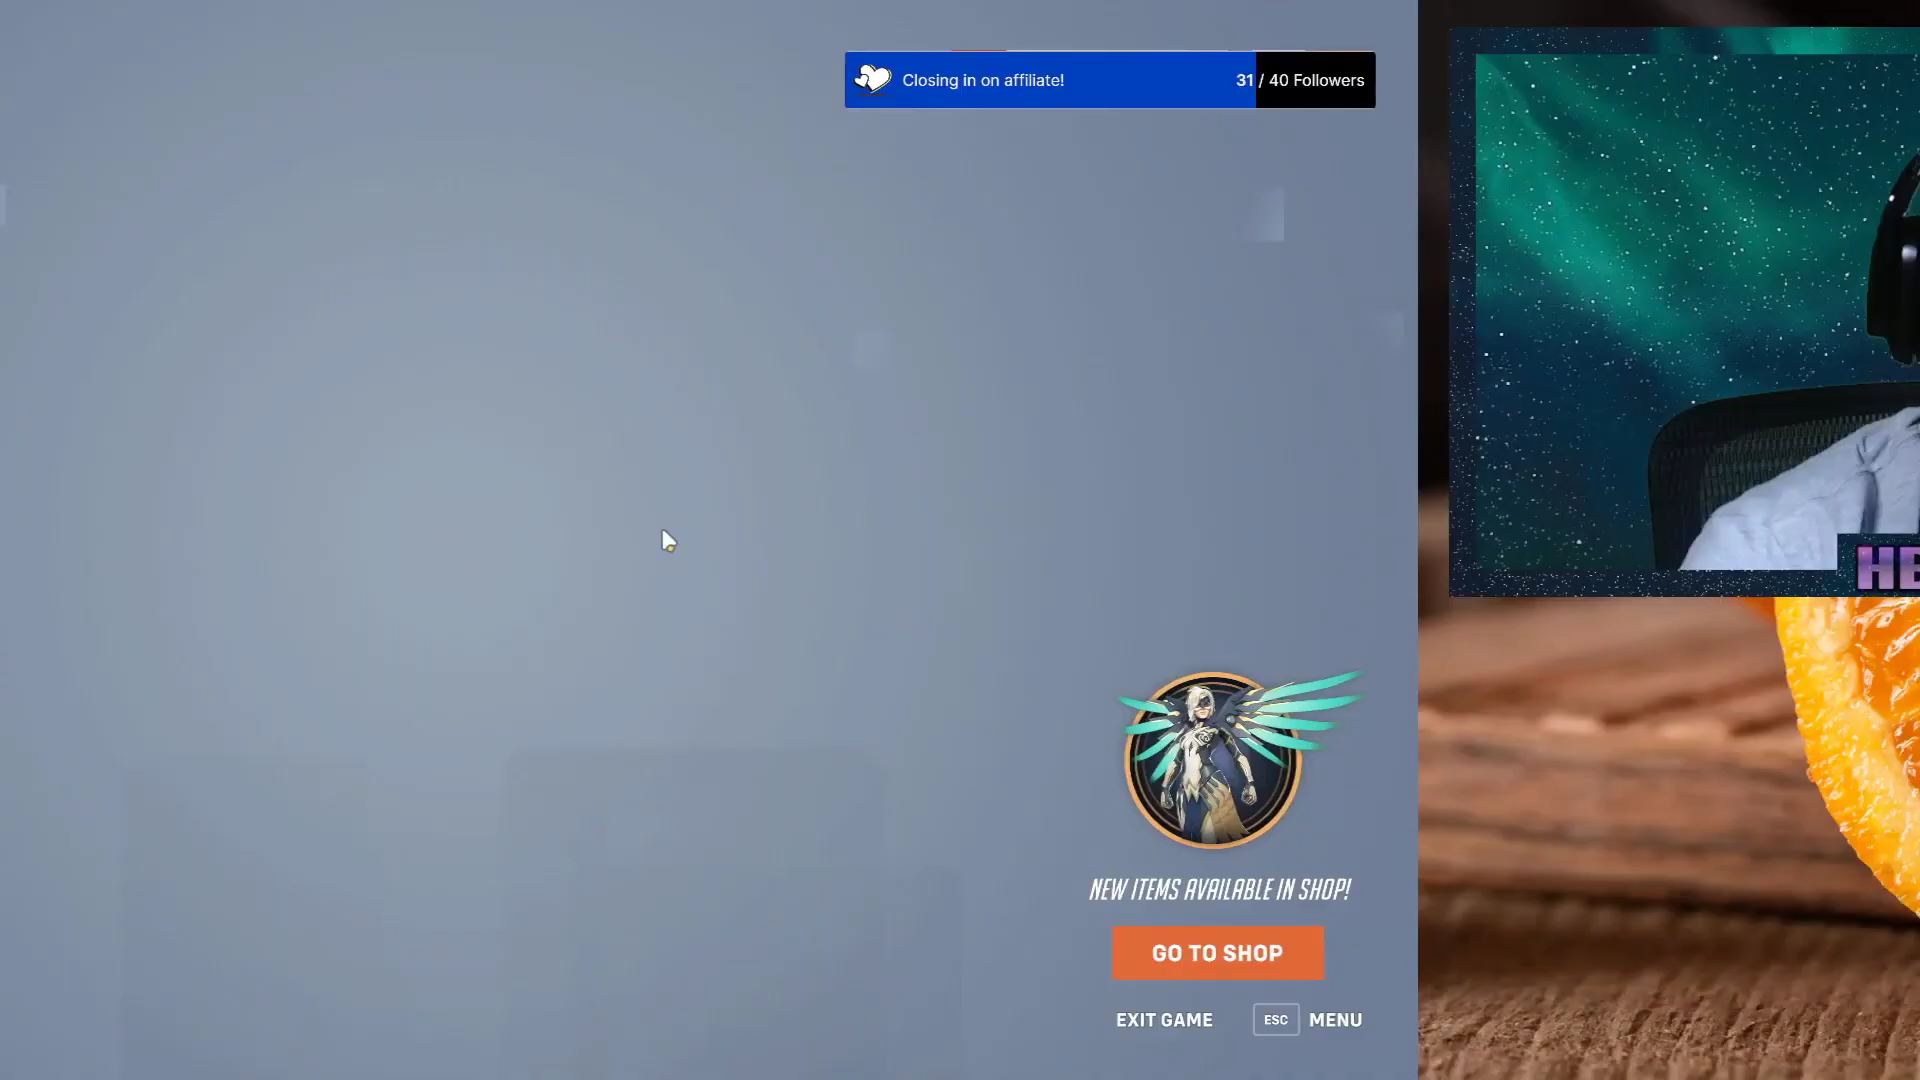 Closing in on affiliate!
31 / 40 Followers
NEW ITEMS AVAILABLE IN SHOP!
GO TO SHOP
EXIT GAME
ESC MENU